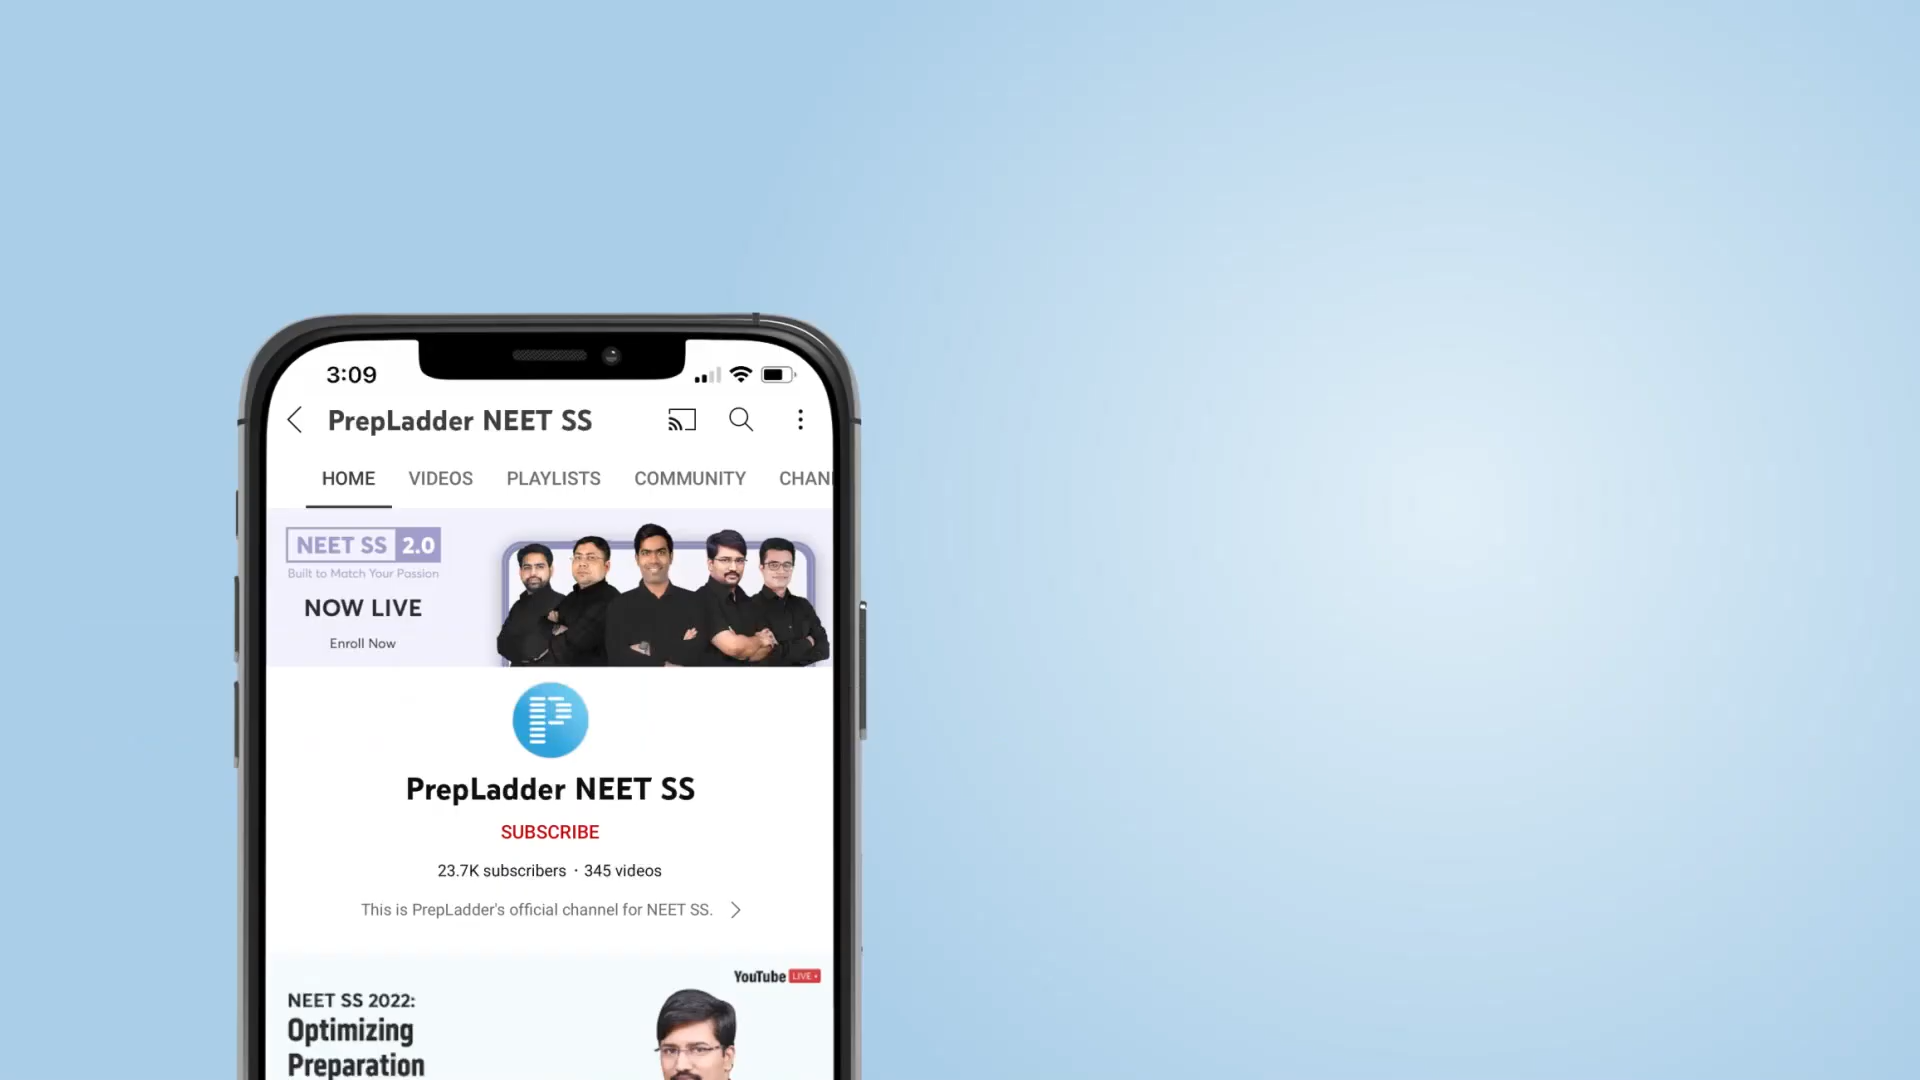 3:09
PrepLadder NEET SS
HOME VIDEOS PLAYLISTS COMMUNITY CHAN
NEET SS 2.0
Built to Match Your Passion
NOW LIVE
Enroll Now
PrepLadder NEET SS
SUBSCRIBE
23.7K subscribers · 345 videos
This is PrepLadder's official channel for NEET SS.
YouTube LIVE
NEET SS 2022:
Optimizing
Preparation